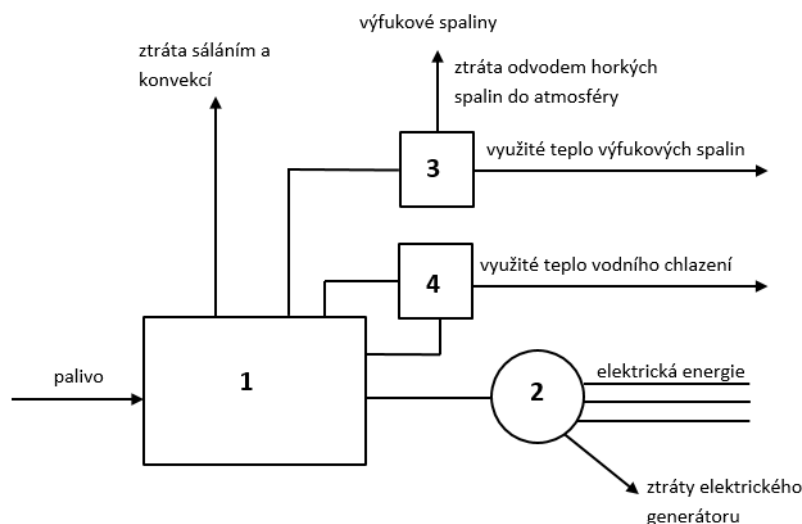 výfukové spaliny
ztráta sáláním a
konvekcí
ztráta odvodem horkých
spalin do atmosféry
3
využité teplo výfukových spalin
4
využité teplo vodního chlazení
palivo
1
2
elektrická energie
ztráty elektrického
generátoru